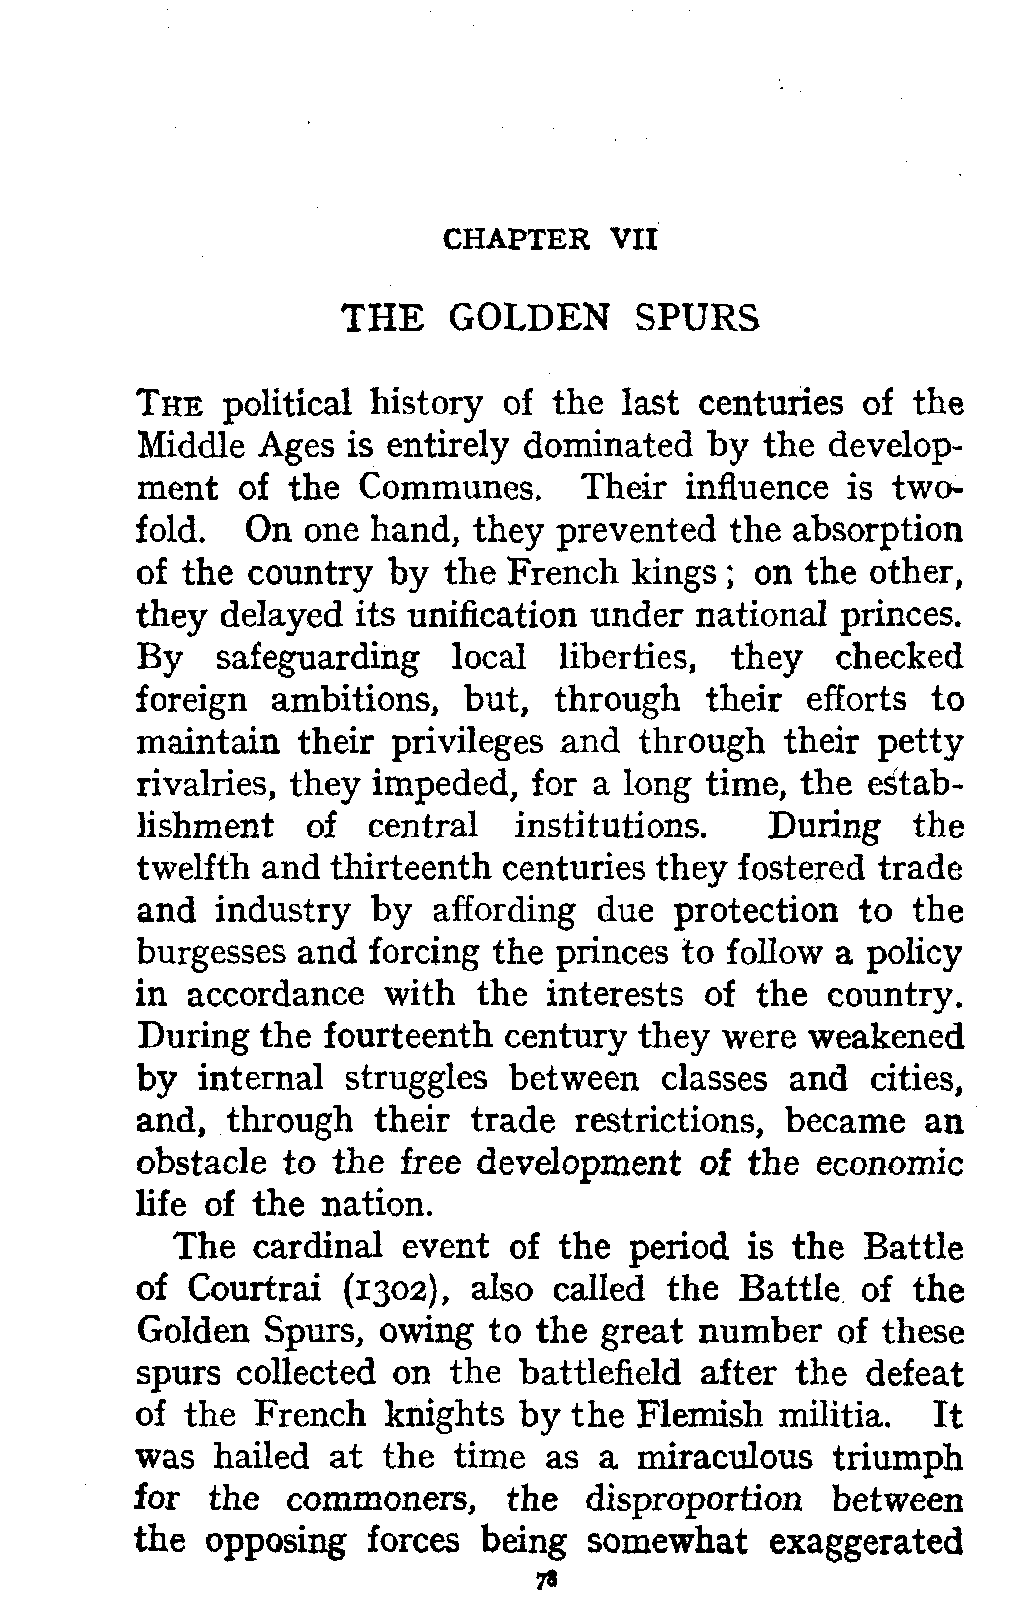 CHAPTER VII
THE GOLDEN SPURS
THE political history of the last centuries of the
Middle Ages is entirely dominated by the develop-
ment of the Communes. Their influence is two-
fold. On one hand, they prevented the absorption
of the country by the French kings; on the other,
they delayed its unification under national princes.
By safeguarding local liberties, they checked
foreign ambitions, but, through their efforts to
maintain their privileges and through their petty
rivalries, they impeded, for a long time, the estab-
lishment of central institutions. During the
twelfth and thirteenth centuries they fostered trade
and industry by affording due protection to the
burgesses and forcing the princes to follow a policy
in accordance with the interests of the country.
During the fourteenth century they were weakened
by internal struggles between classes and cities,
and, through their trade restrictions, became an
obstacle to the free development of the economic
life of the nation.
The cardinal event of the period is the Battle
of Courtrai (1302), also called the Battle of the
Golden Spurs, owing to the great number of these
spurs collected on the battlefield after the defeat
of the French knights by the Flemish militia. It
was hailed at the time as a miraculous triumph
for the commoners, the disproportion between
the opposing forces being somewhat exaggerated
78